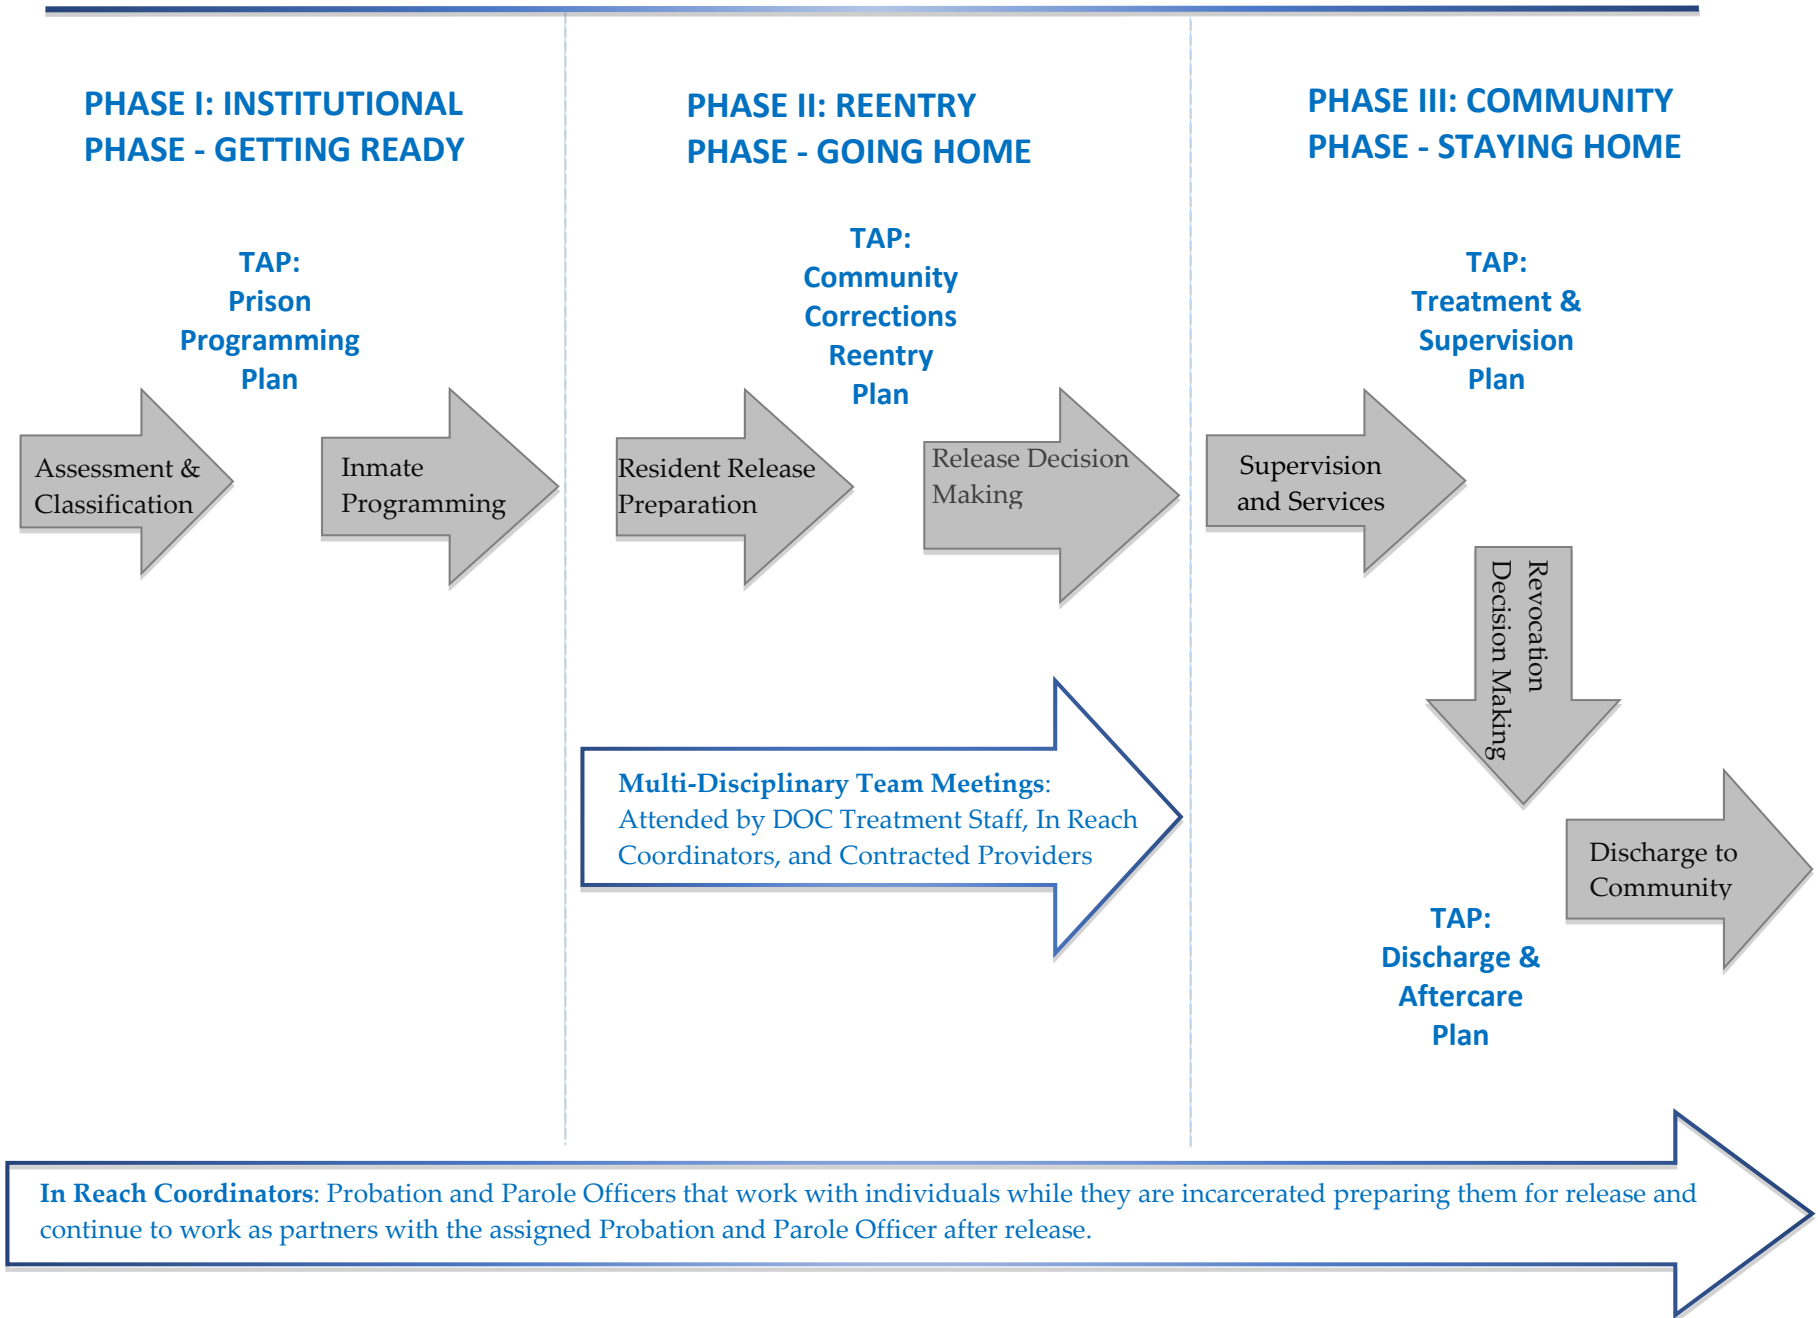 PHASE I: INSTITUTIONAL
PHASE - GETTING READY
TAP:
Prison
Programming
Plan
Assessment &
Classification
Inmate
Programming
PHASE II: REENTRY
PHASE - GOING HOME
TAP:
Community
Corrections
Reentry
Plan
Resident Release
Preparation
Release Decision
Making
Multi-Disciplinary Team Meetings:
Attended by DOC Treatment Staff, In Reach
Coordinators, and Contracted Providers
PHASE III: COMMUNITY
PHASE - STAYING HOME
TAP:
Treatment &
Supervision
Plan
Supervision
and Services
Revocation
Decision Making
Discharge to
Community
TAP:
Discharge &
Aftercare
Plan
In Reach Coordinators: Probation and Parole Officers that work with individuals while they are incarcerated preparing them for release and
continue to work as partners with the assigned Probation and Parole Officer after release.